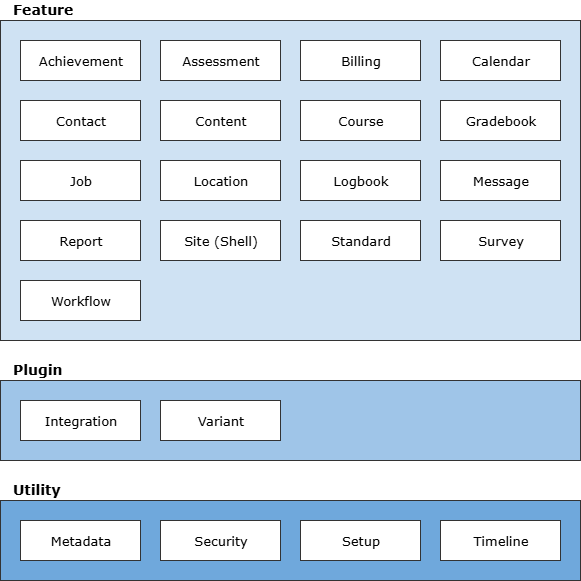 Feature
Achievement Assessment Billing Calendar
Contact Content Course Gradebook
Job Location Logbook Message
Report Site (Shell) Standard Survey
Workflow
Plugin
Integration Variant
Utility
Metadata Security Setup Timeline